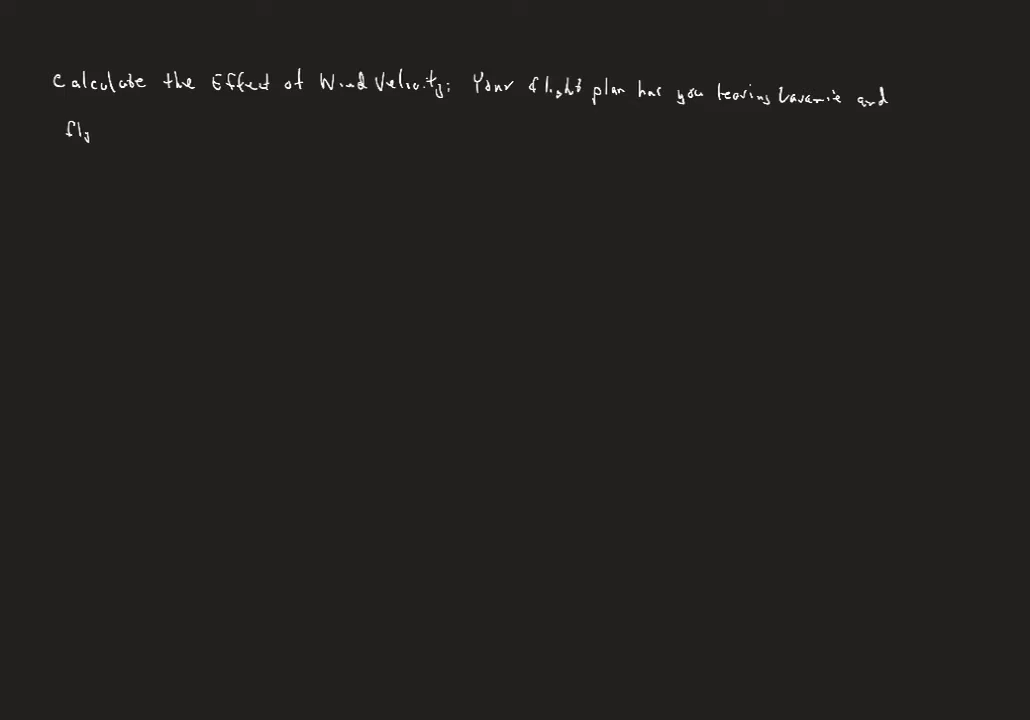 Calculate the Effect of Wind Velocity: Your flight plan has you leaving Laramie and
fly